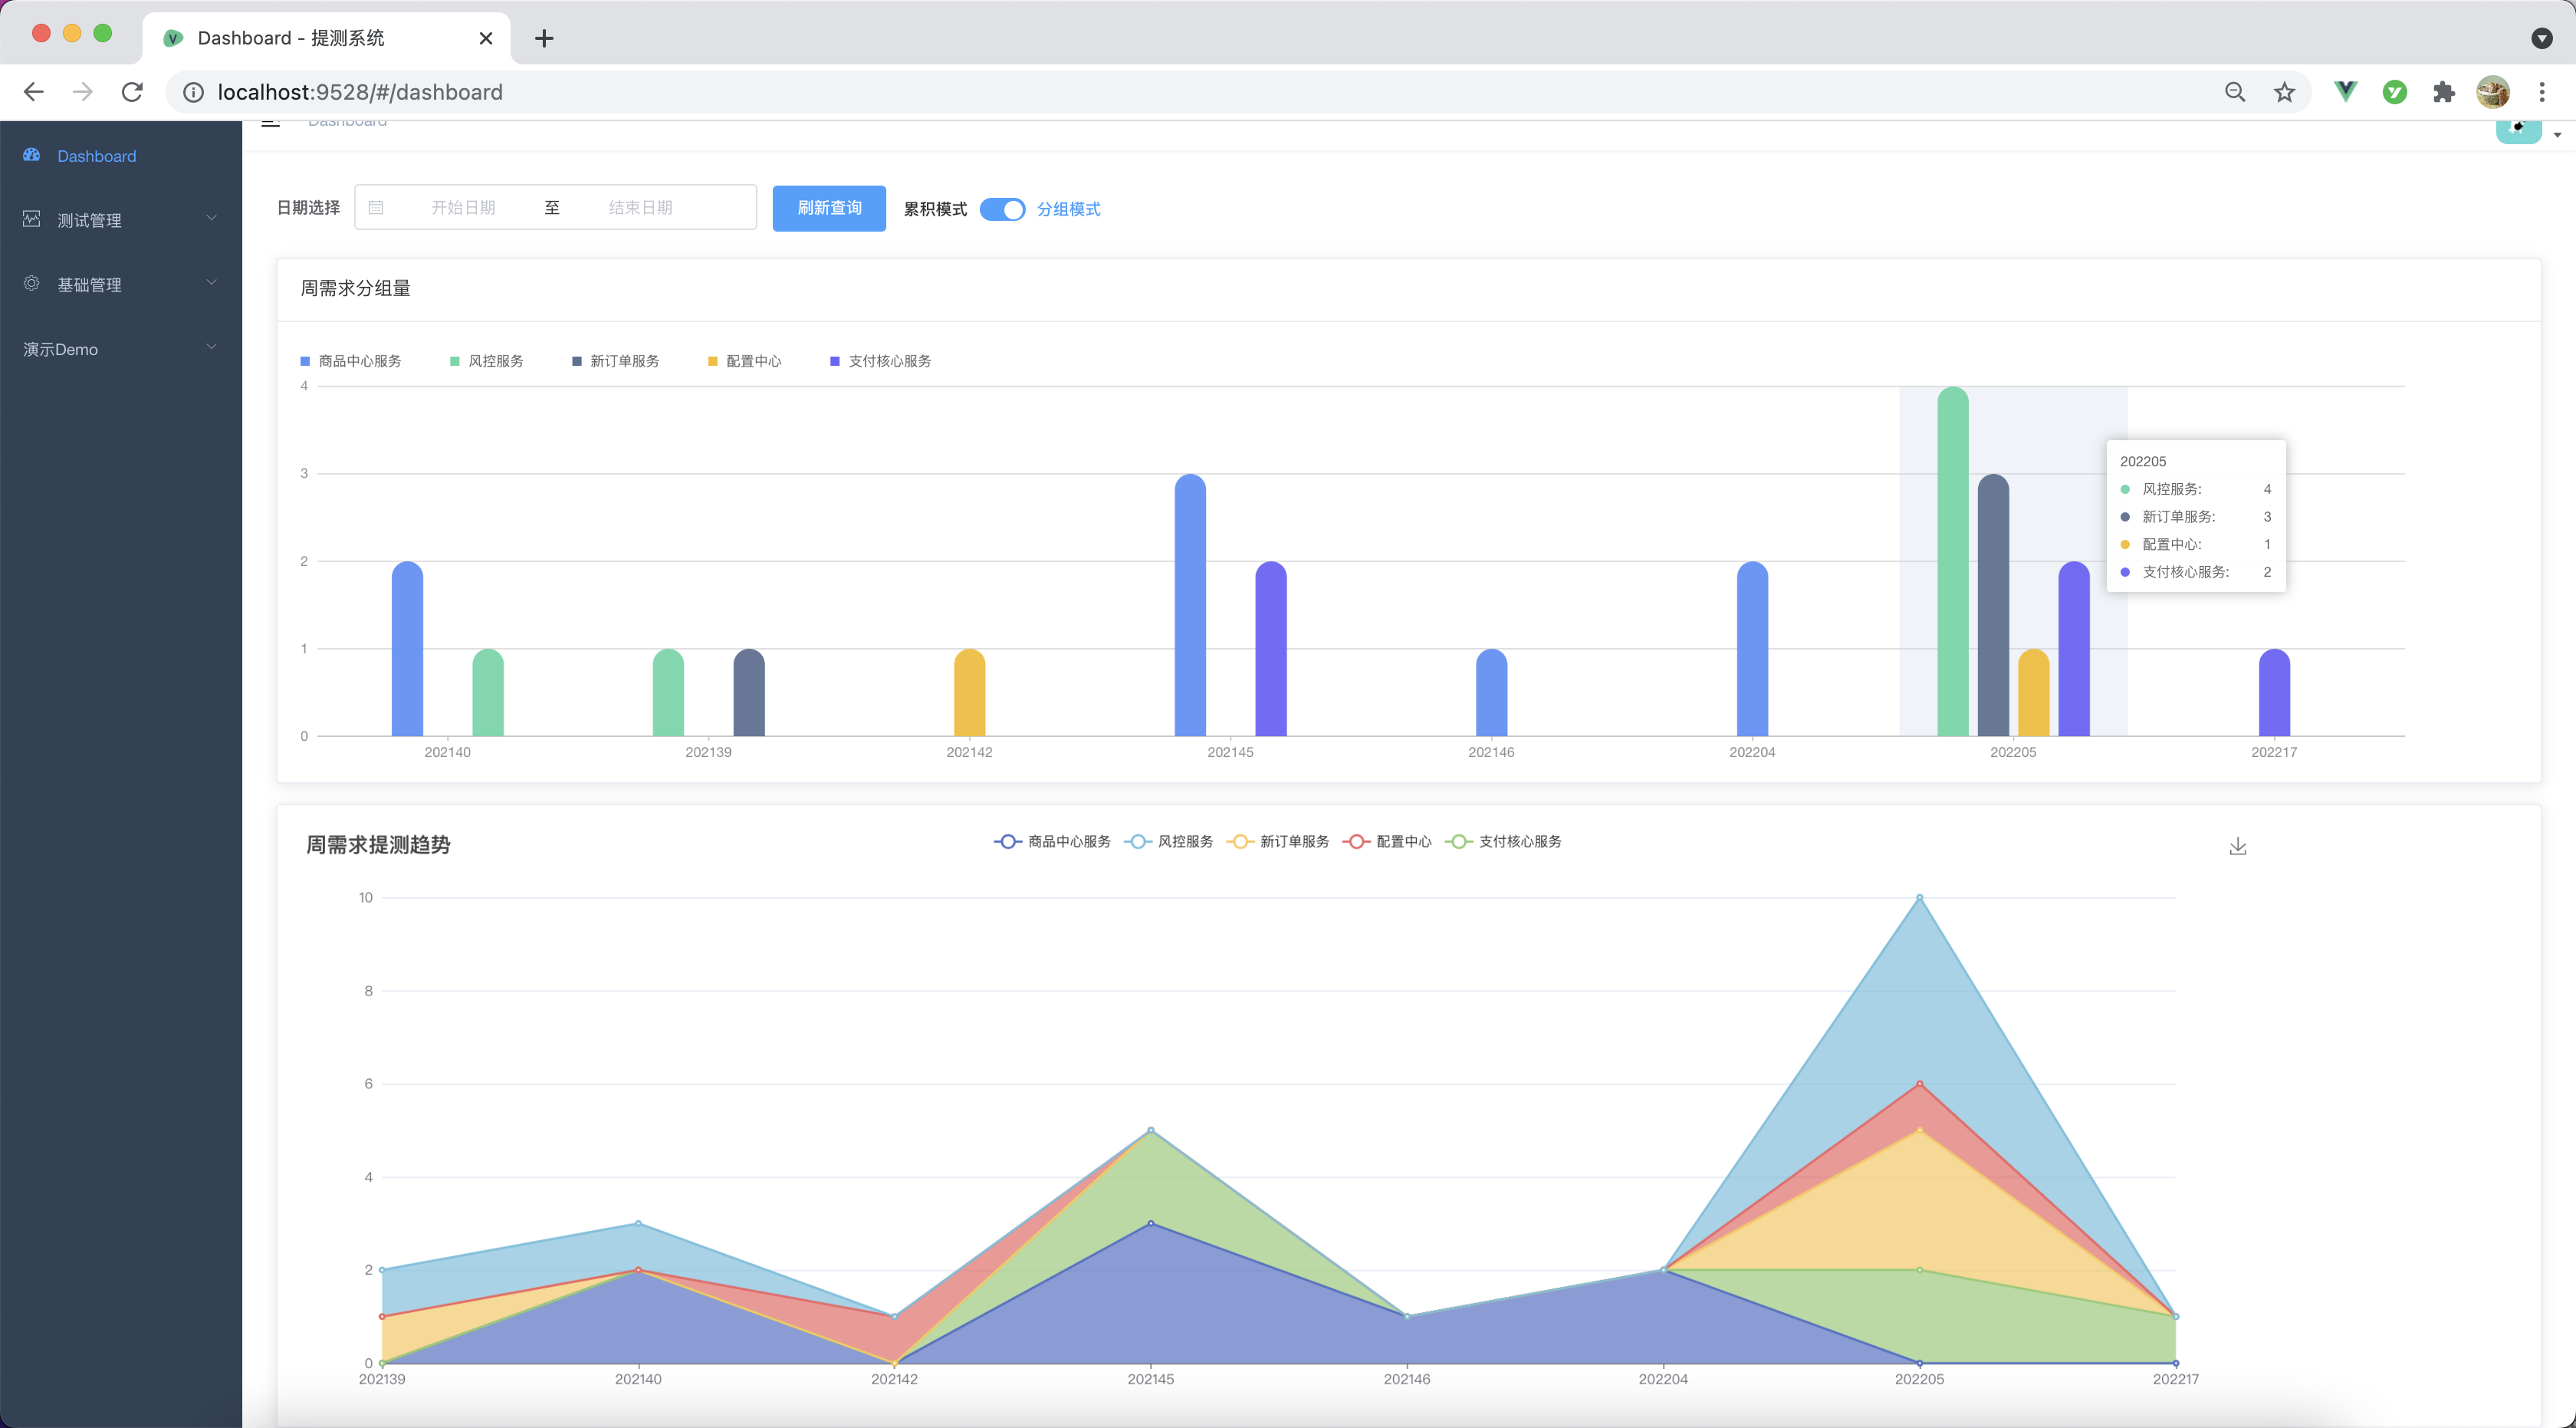 Dashboard - 提测系统
localhost:9528/#/dashboard
Dashboard
Dashboard
测试管理
基础管理
演示Demo
日期选择 开始日期 至 结束日期 刷新查询 累积模式 分组模式
周需求分组量
商品中心服务 风控服务 新订单服务 配置中心 支付核心服务
4
3
2
1
0
202140 202139 202142 202145 202146 202204 202205 202217
202205
风控服务: 4
新订单服务: 3
配置中心: 1
支付核心服务: 2
周需求提测趋势
商品中心服务 风控服务 新订单服务 配置中心 支付核心服务
10
8
6
4
2
0
202139 202140 202142 202145 202146 202204 202205 202217